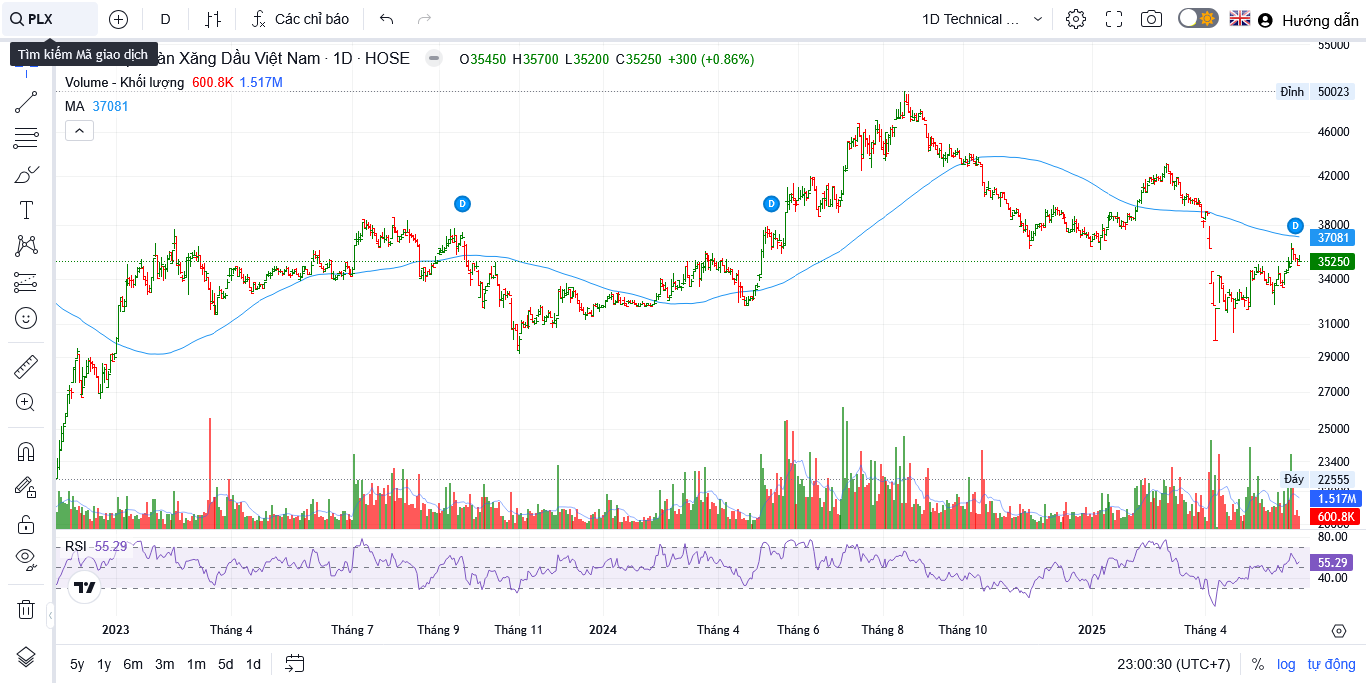 PLX
D
Các chỉ báo
1D Technical ...
Hướng dẫn
Tìm kiếm Mã giao dịch
àn Xăng Dầu Việt Nam · 1D · HOSE
O35450 H35700 L35200 C35250 +300 (+0.86%)
Volume - Khối lượng 600.8K 1.517M
MA 37081
55000
Đỉnh 50023
46000
42000
D
D
D
38000
37081
35250
34000
31000
29000
27000
25000
23400
Đáy 22555
1.517M
600.8K
80.00
RSI 55.29
55.29
40.00
2023 Tháng 4 Tháng 7 Tháng 9 Tháng 11 2024 Tháng 4 Tháng 6 Tháng 8 Tháng 10 2025 Tháng 4
5y 1y 6m 3m 1m 5d 1d
23:00:30 (UTC+7) % log tự động